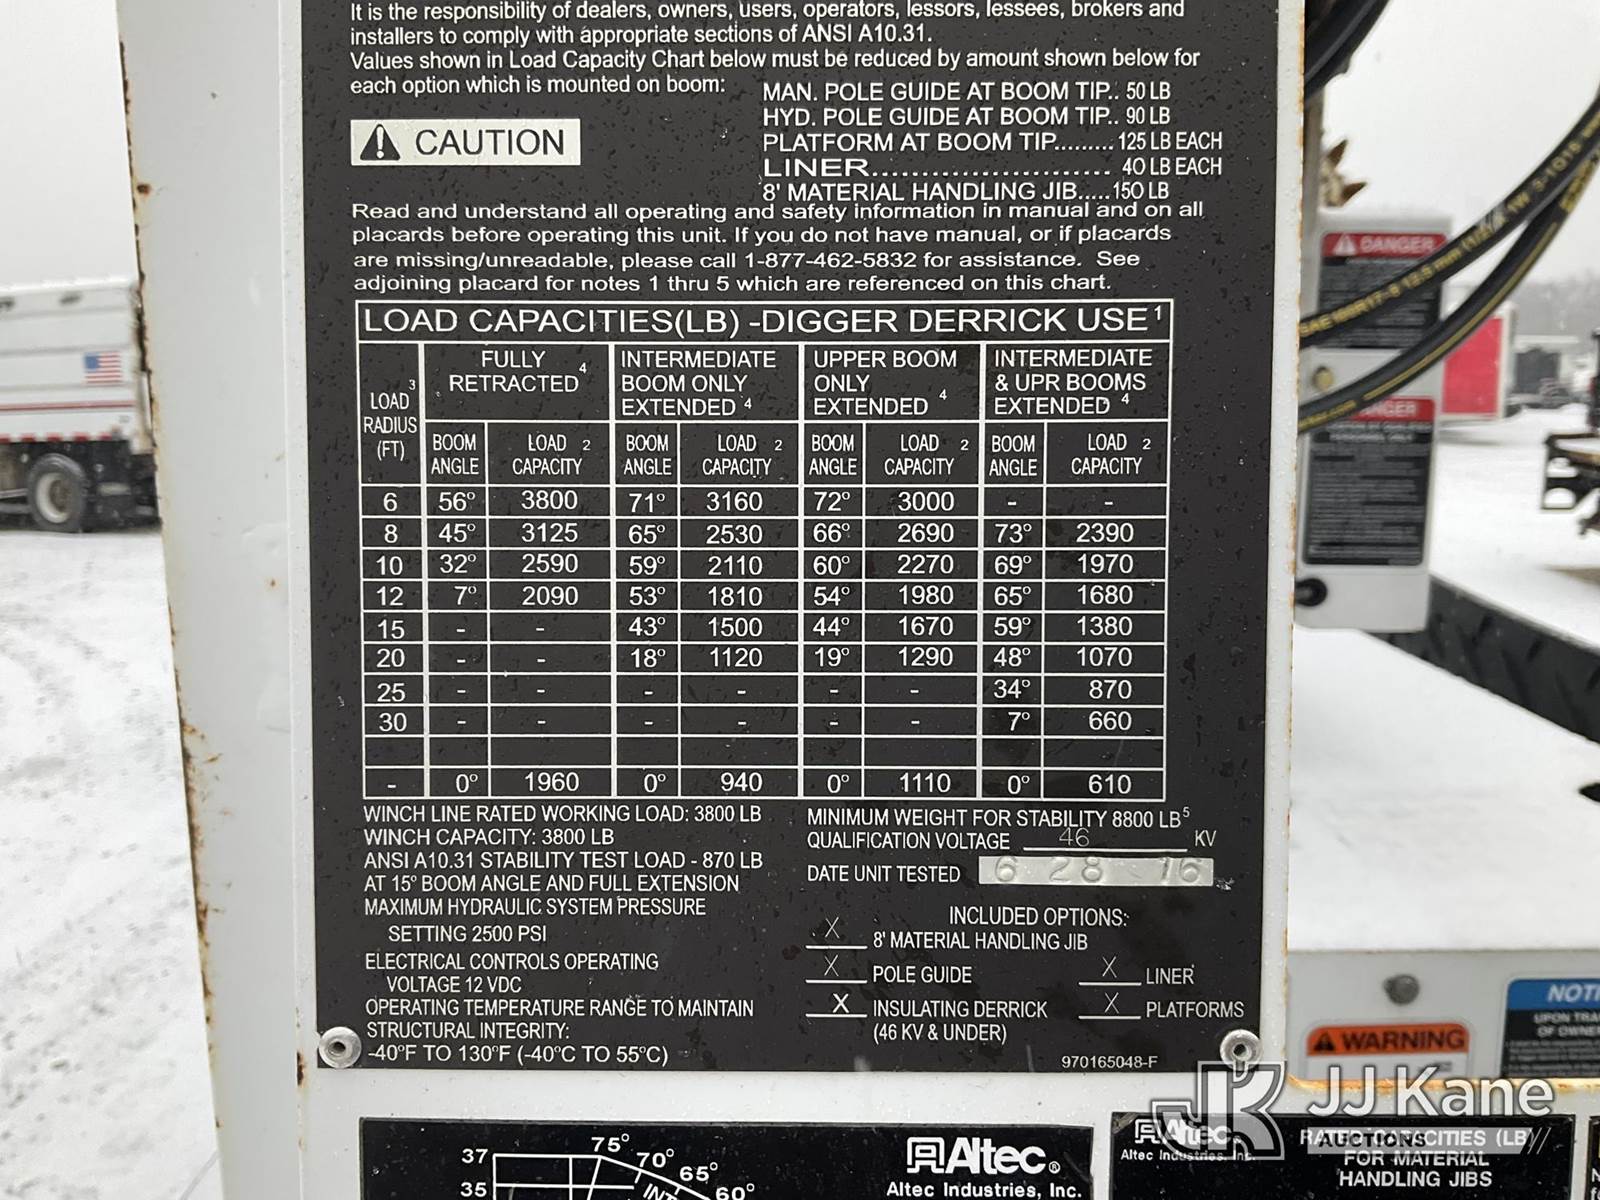 It is the responsibility of dealers, owners, users, operators, lessors, lessees, brokers and
installers to comply with appropriate sections of ANSI A10.31.
Values shown in Load Capacity Chart below must be reduced by amount shown below for
each option which is mounted on boom:
MAN. POLE GUIDE AT BOOM TIP.. 50 LB
HYD. POLE GUIDE AT BOOM TIP.. 90 LB
PLATFORM AT BOOM TIP......... 125 LB EACH
LINER........................ 40 LB EACH
8' MATERIAL HANDLING JIB.....150 LB
CAUTION
Read and understand all operating and safety information in manual and on all
placards before operating this unit. If you do not have manual, or if placards
are missing/unreadable, please call 1-877-462-5832 for assistance. See
adjoining placard for notes 1 thru 5 which are referenced on this chart.
LOAD CAPACITIES(LB) -DIGGER DERRICK USE 1
LOAD 3 RADIUS (FT)
FULLY RETRACTED 4
INTERMEDIATE BOOM ONLY EXTENDED 4
UPPER BOOM ONLY EXTENDED 4
INTERMEDIATE & UPR BOOMS EXTENDED 4
BOOM ANGLE LOAD 2 CAPACITY BOOM ANGLE LOAD 2 CAPACITY BOOM ANGLE LOAD 2 CAPACITY BOOM ANGLE LOAD 2 CAPACITY
6 56° 3800 71° 3160 72° 3000 - -
8 45° 3125 65° 2530 66° 2690 73° 2390
10 32° 2590 59° 2110 60° 2270 69° 1970
12 7° 2090 53° 1810 54° 1980 65° 1680
15 - - 43° 1500 44° 1670 59° 1380
20 - - 18° 1120 19° 1290 48° 1070
25 - - - - - - 34° 870
30 - - - - - - 7° 660
- 0° 1960 0° 940 0° 1110 0° 610
WINCH LINE RATED WORKING LOAD: 3800 LB
WINCH CAPACITY: 3800 LB
ANSI A10.31 STABILITY TEST LOAD - 870 LB
AT 15° BOOM ANGLE AND FULL EXTENSION
MAXIMUM HYDRAULIC SYSTEM PRESSURE
SETTING 2500 PSI
ELECTRICAL CONTROLS OPERATING
VOLTAGE 12 VDC
OPERATING TEMPERATURE RANGE TO MAINTAIN
STRUCTURAL INTEGRITY:
-40°F TO 130°F (-40°C TO 55°C)
MINIMUM WEIGHT FOR STABILITY 8800 LB5
QUALIFICATION VOLTAGE 46 KV
DATE UNIT TESTED 6 28 16
INCLUDED OPTIONS:
X 8' MATERIAL HANDLING JIB
X POLE GUIDE X LINER
X INSULATING DERRICK X PLATFORMS
(46 KV & UNDER)
970165048-F
DANGER
DANGER
WARNING
NOTI
UPON TRA
OF OWNE
37 75° 70° 65° 60°
35
Altec®
Altec Industries, Inc.
Altec
Altec Industries, Inc.
RATED CAPACITIES (LB)
FOR MATERIAL
HANDLING JIBS
JK JJ Kane
AUCTIONS